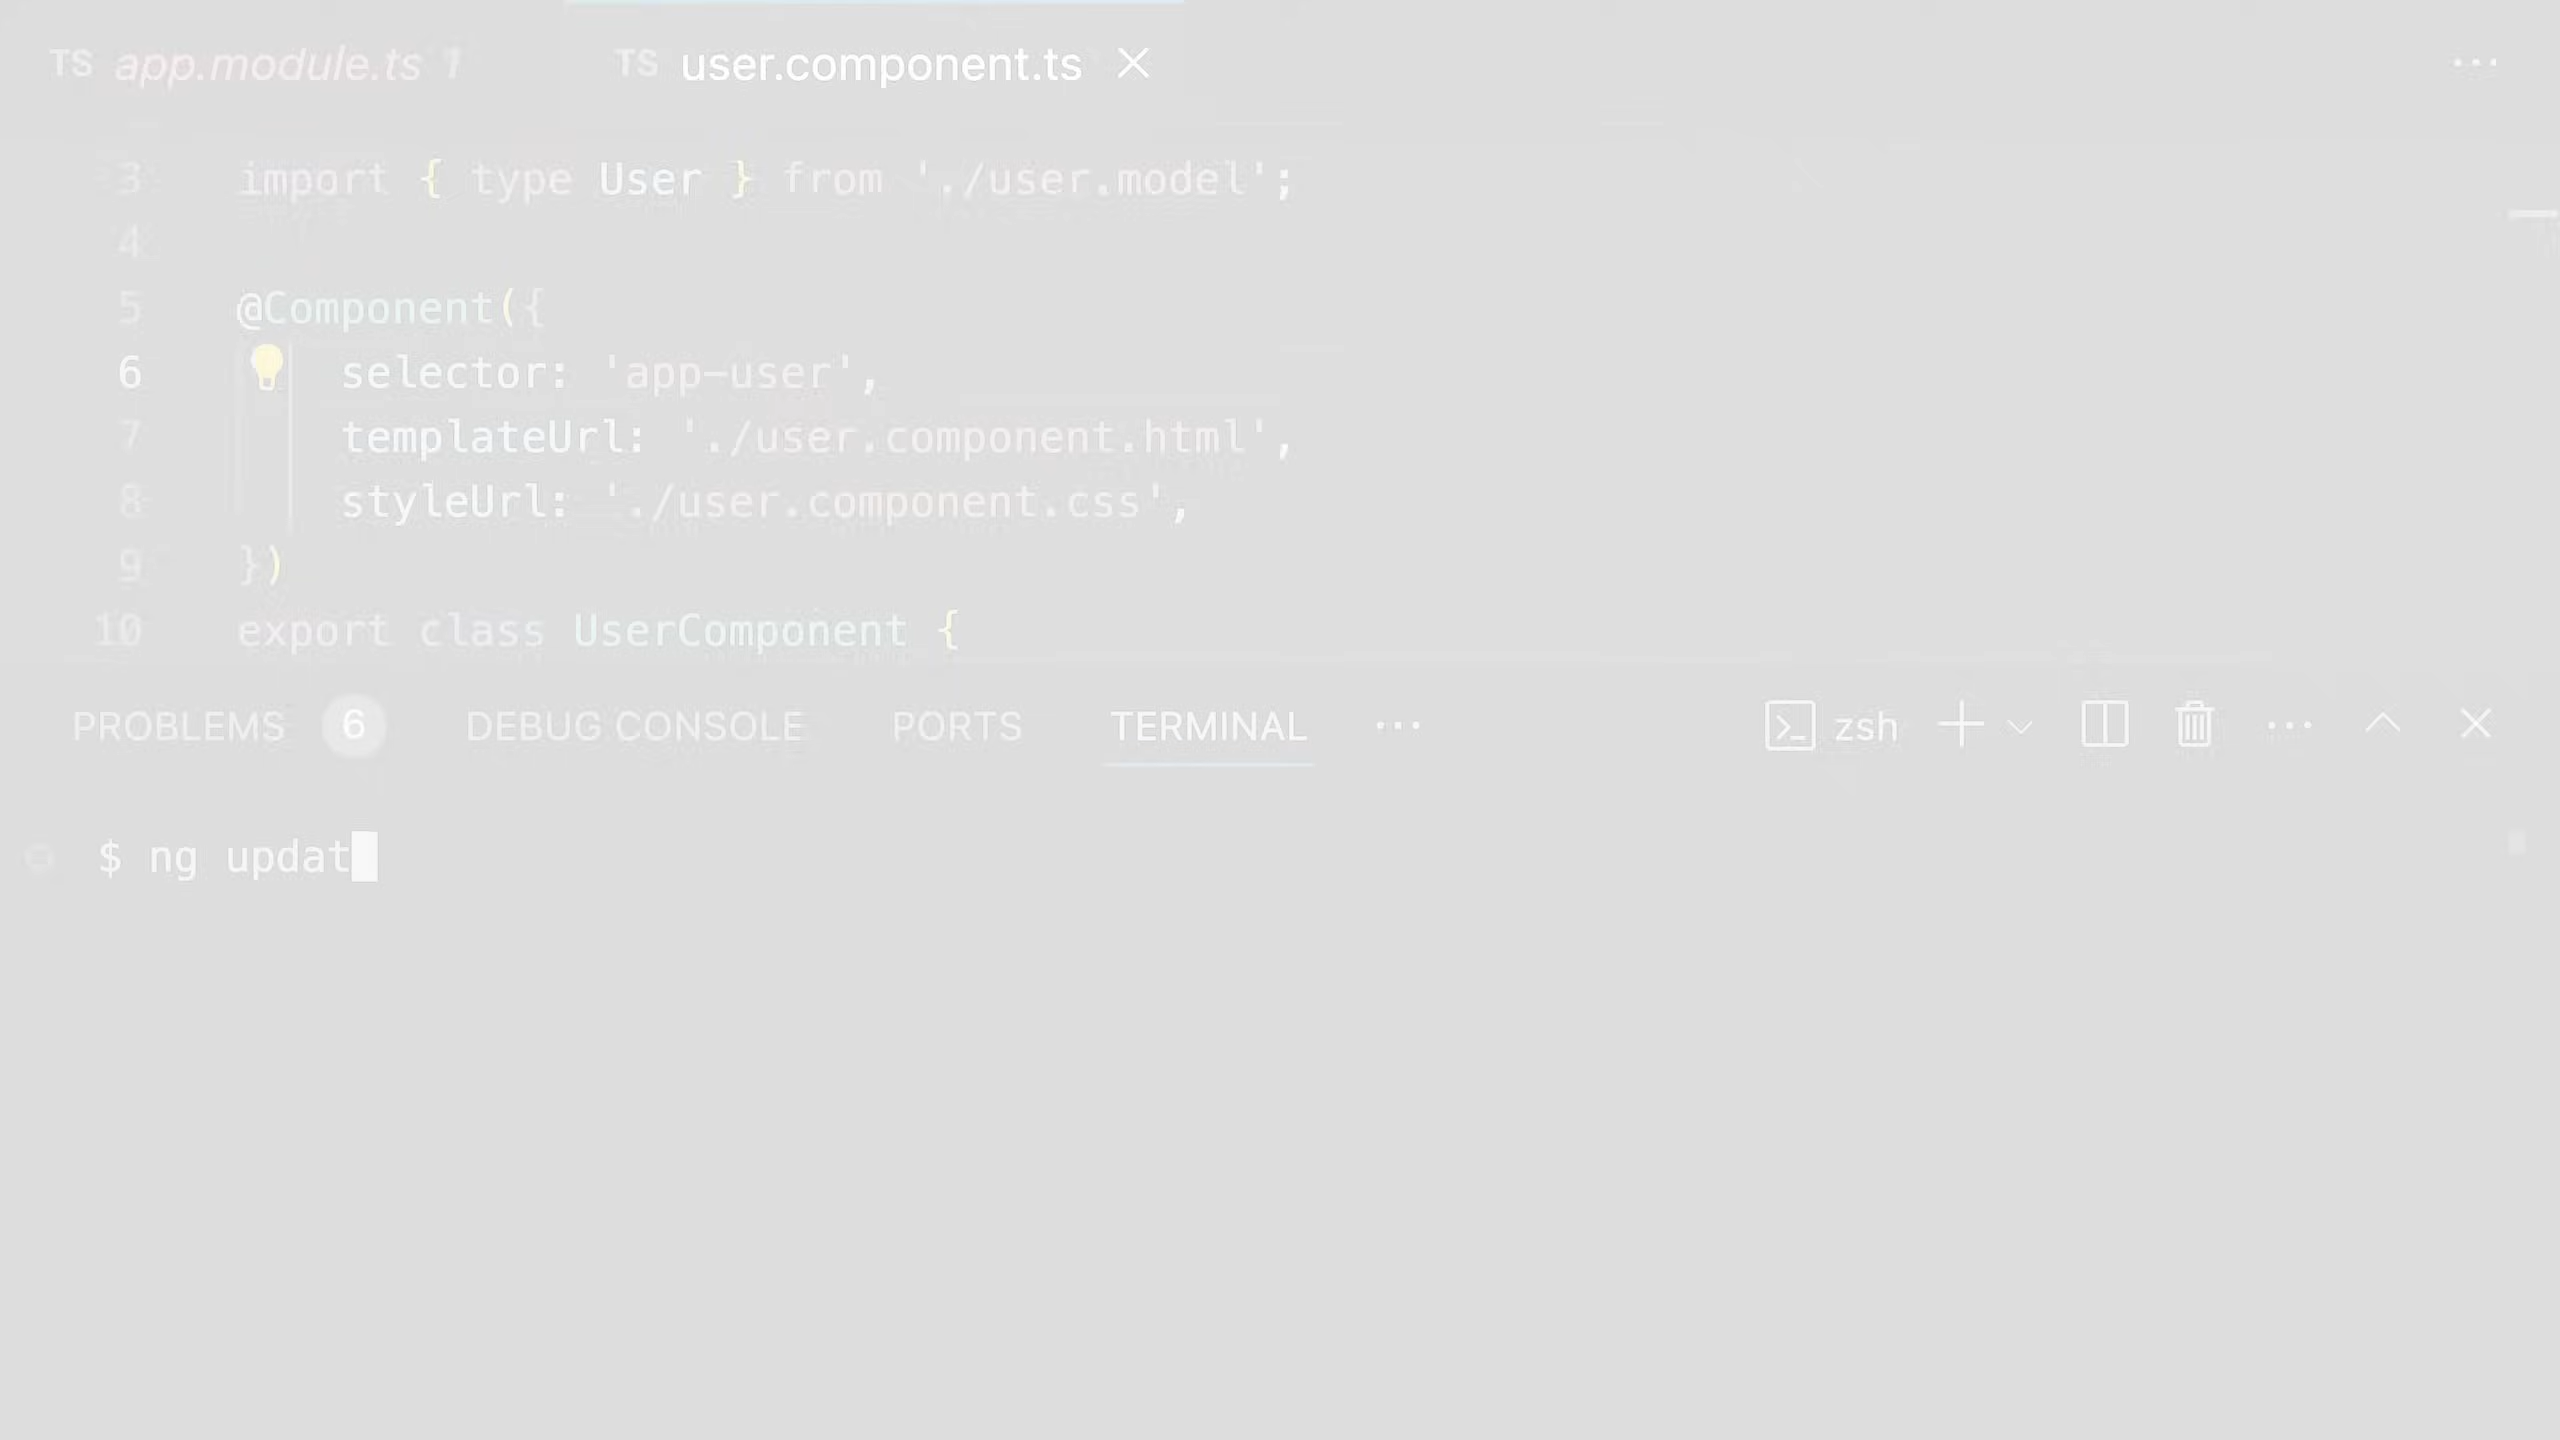 TS app.module.ts 1 TS user.component.ts
3 import { type User } from './user.model';
4
5 @Component({
6 selector: 'app-user',
7 templateUrl: './user.component.html',
8 styleUrl: './user.component.css',
9 })
10 export class UserComponent {
PROBLEMS 6 DEBUG CONSOLE PORTS TERMINAL ... zsh
$ ng updat